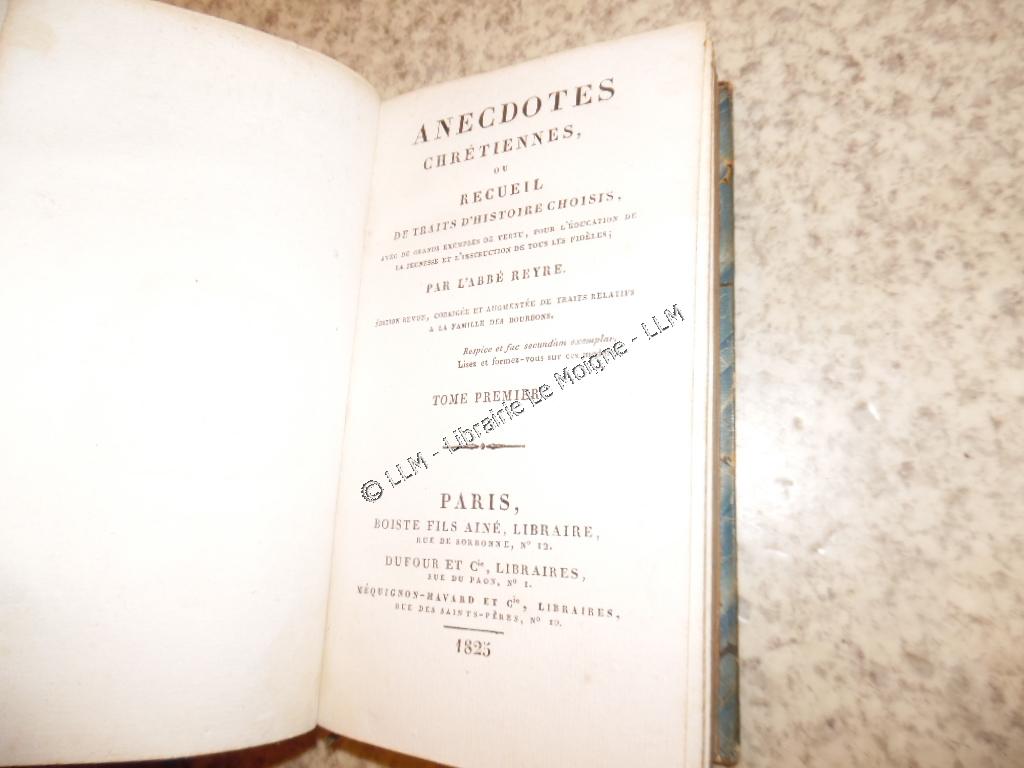 ANECDOTES
CHRÉTIENNES,
OU
RECUEIL
DE TRAITS D'HISTOIRE CHOISIS,
AVEC DE GRANDS EXEMPLES DE VERTU, POUR L'ÉDUCATION DE
LA JEUNESSE ET L'INSTRUCTION DE TOUS LES FIDÈLES;
PAR L'ABBÉ REYRE.
ÉDITION REVUE, CORRIGÉE ET AUGMENTÉE DE TRAITS RELATIFS
A LA FAMILLE DES BOURBONS.
Respice et fac secundùm exemplar.
Lisez et formez-vous sur ces
TOME PREMIER.
© LLM - Librairie Le Moigne - LLM
PARIS,
BOISTE FILS AINÉ, LIBRAIRE,
RUE DE SORBONNE, N° 12.
DUFOUR ET Cie, LIBRAIRES,
RUE DU PAON, N° 1.
MÉQUIGNON-HAVARD ET Cie, LIBRAIRES,
RUE DES SAINTS-PÈRES, N° 10.
1825